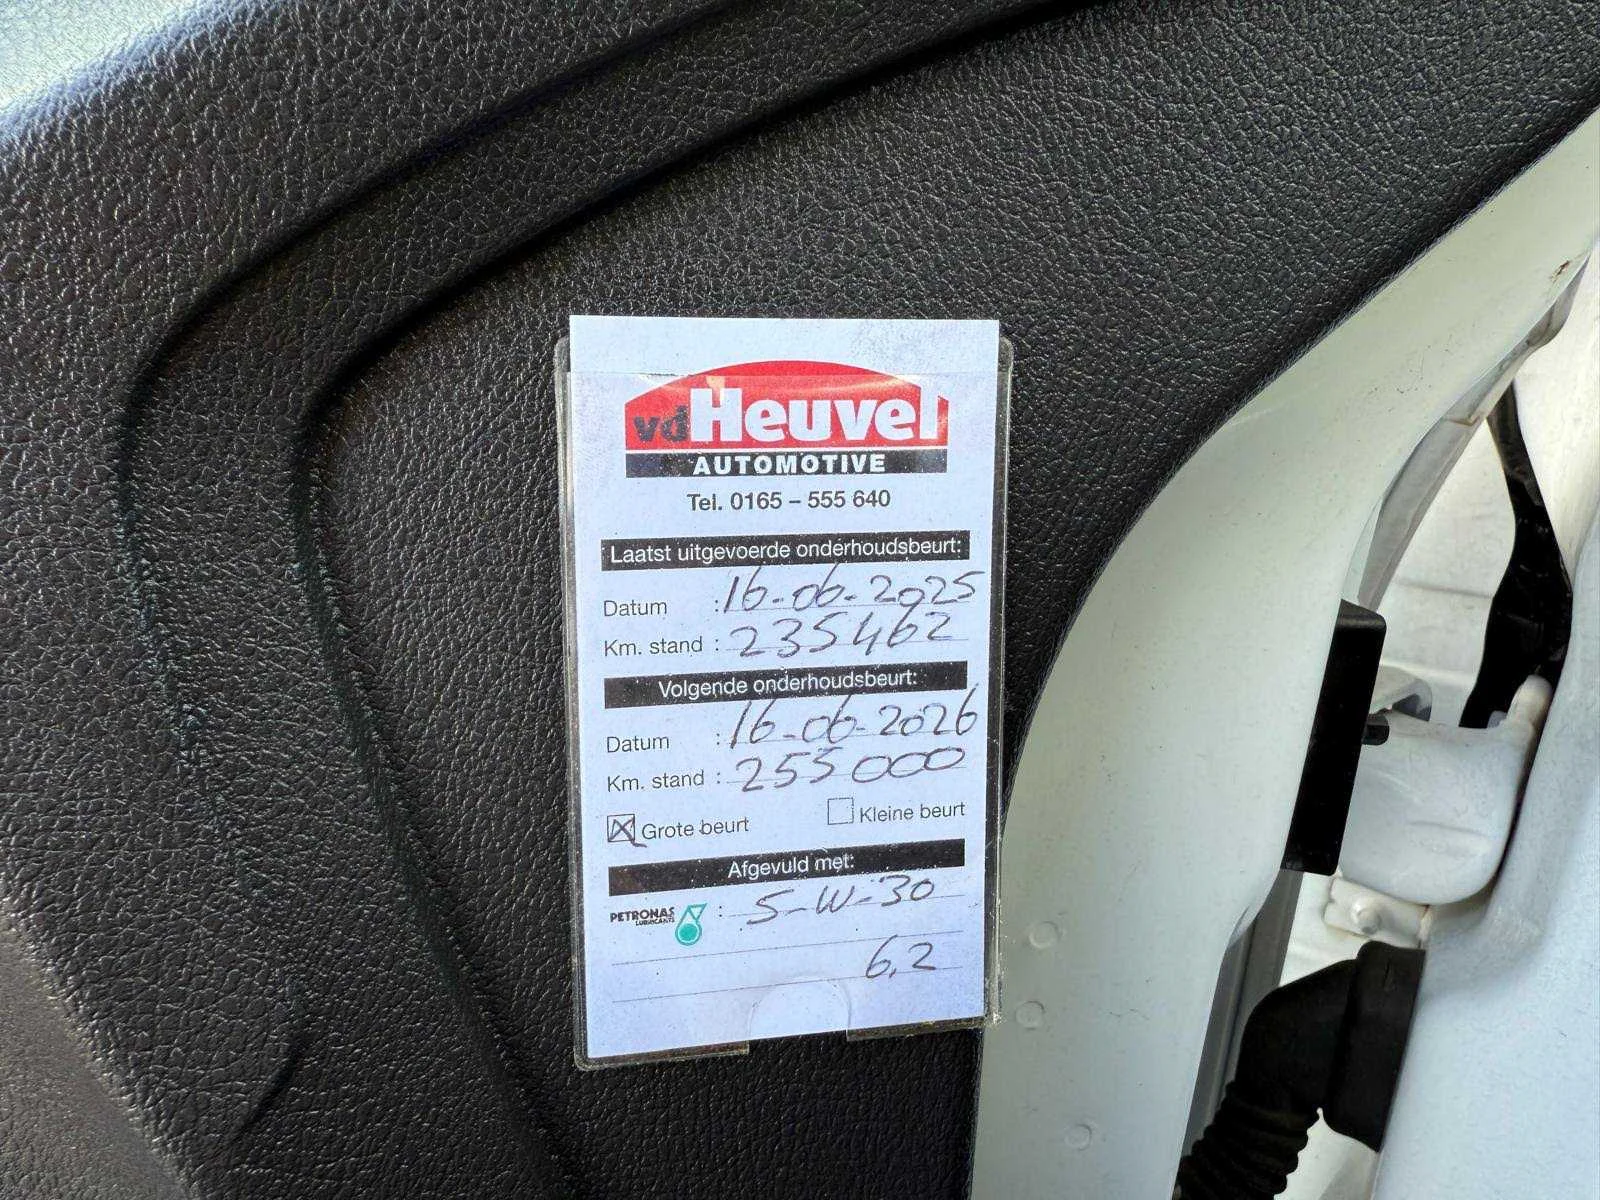 vdHeuvel
AUTOMOTIVE
Tel. 0165 – 555 640
Laatst uitgevoerde onderhoudsbeurt:
Datum : 16-06-2025
Km. stand : 235462
Volgende onderhoudsbeurt:
Datum : 16-06-2026
Km. stand : 255000
Grote beurt Kleine beurt
Afgevuld met:
PETRONAS LUBRICANTS : 5-W-30
6,2